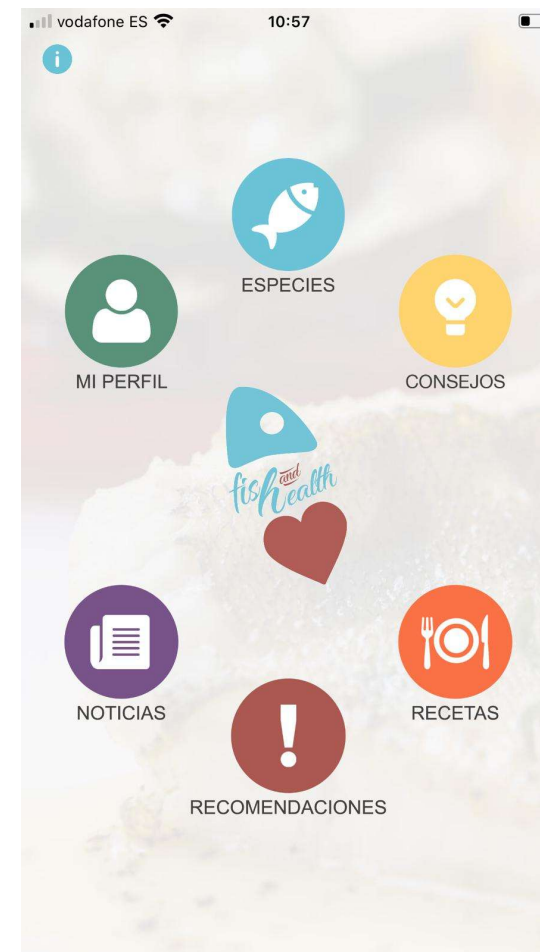 vodafone ES 10:57
i
ESPECIES
MI PERFIL
CONSEJOS
fish and health
NOTICIAS
RECETAS
RECOMENDACIONES